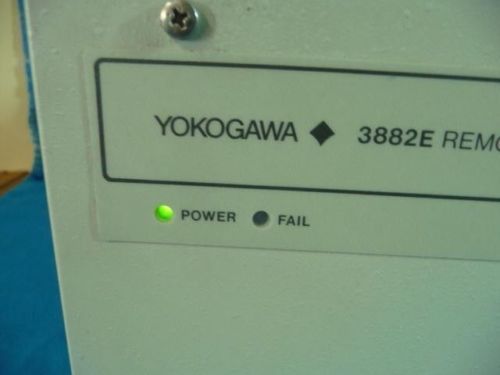 YOKOGAWA ◆ 3882E REMO
POWER FAIL